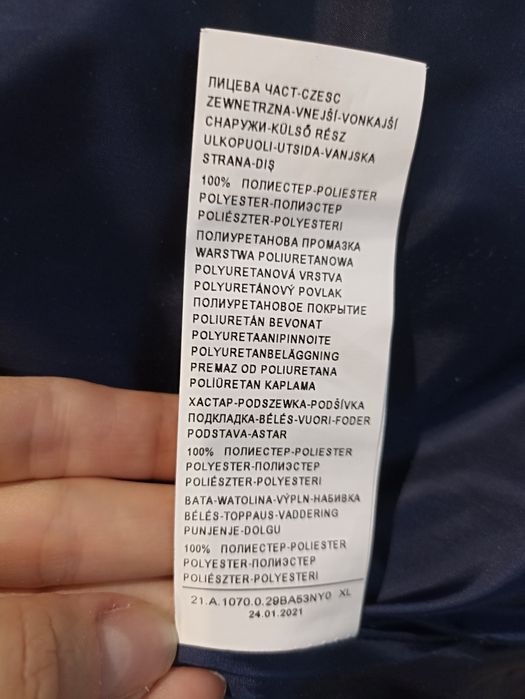 ЛИЦЕВА ЧАСТ-CZESC
ZEWNETRZNA-VNEJŠÍ-VONKAJŠÍ
СНАРУЖИ-KÜLSŐ RÉSZ
ULKOPUOLI-UTSIDA-VANJSKA
STRANA-DIŞ
100% ПОЛИЕСТЕР-POLIESTER
POLYESTER-ПОЛИЭСТЕР
POLIÉSZTER-POLYESTERI
ПОЛИУРЕТАНОВА ПРОМАЗКА
WARSTWA POLIURETANOWA
POLYURETANOVÁ VRSTVA
POLYURETÁNOVÝ POVLAK
ПОЛИУРЕТАНОВОЕ ПОКРЫТИЕ
POLIURETÁN BEVONAT
POLYURETAANIPINNOITE
POLYURETANBELÄGGNING
PREMAZ OD POLIURETANA
POLİÜRETAN KAPLAMA
ХАСТАР-PODSZEWKA-PODŠÍVKA
ПОДКЛАДКА-BÉLÉS-VUORI-FODER
PODSTAVA-ASTAR
100% ПОЛИЕСТЕР-POLIESTER
POLYESTER-ПОЛИЭСТЕР
POLIÉSZTER-POLYESTERI
ВАТА-WATOLINA-VÝPLN-НАБИВКА
BÉLÉS-TOPPAUS-VADDERING
PUNJENJE-DOLGU
100% ПОЛИЕСТЕР-POLIESTER
POLYESTER-ПОЛИЭСТЕР
POLIÉSZTER-POLYESTERI
21.A.1070.0.29BA53NY0 XL
24.01.2021